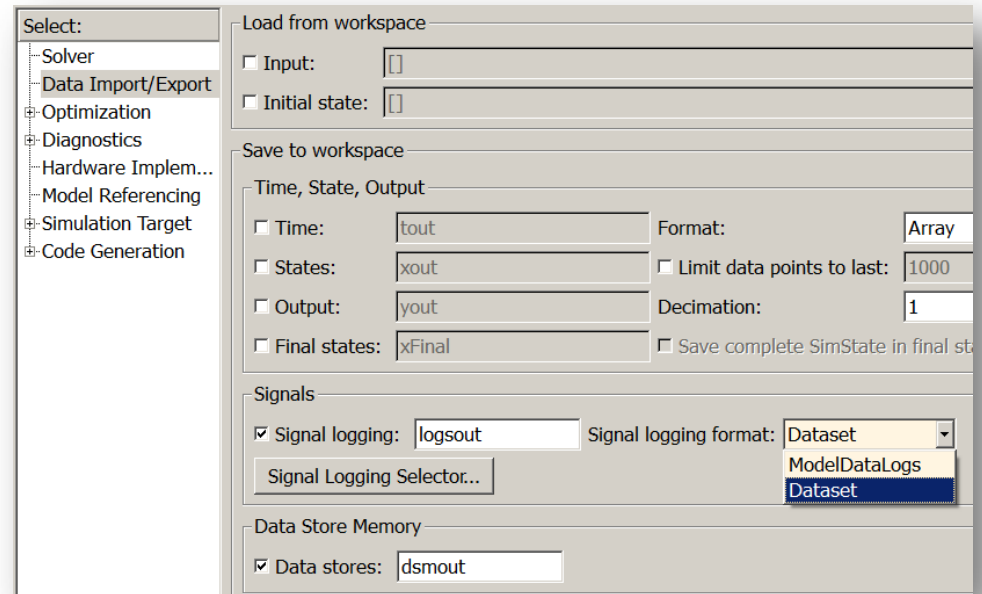 Select:
Solver
Data Import/Export
Optimization
Diagnostics
Hardware Implem...
Model Referencing
Simulation Target
Code Generation
Load from workspace
Input: []
Initial state: []
Save to workspace
Time, State, Output
Time: tout Format: Array
States: xout Limit data points to last: 1000
Output: yout Decimation: 1
Final states: xFinal Save complete SimState in final
Signals
Signal logging: logsout Signal logging format: Dataset
ModelDataLogs
Signal Logging Selector... Dataset
Data Store Memory
Data stores: dsmout